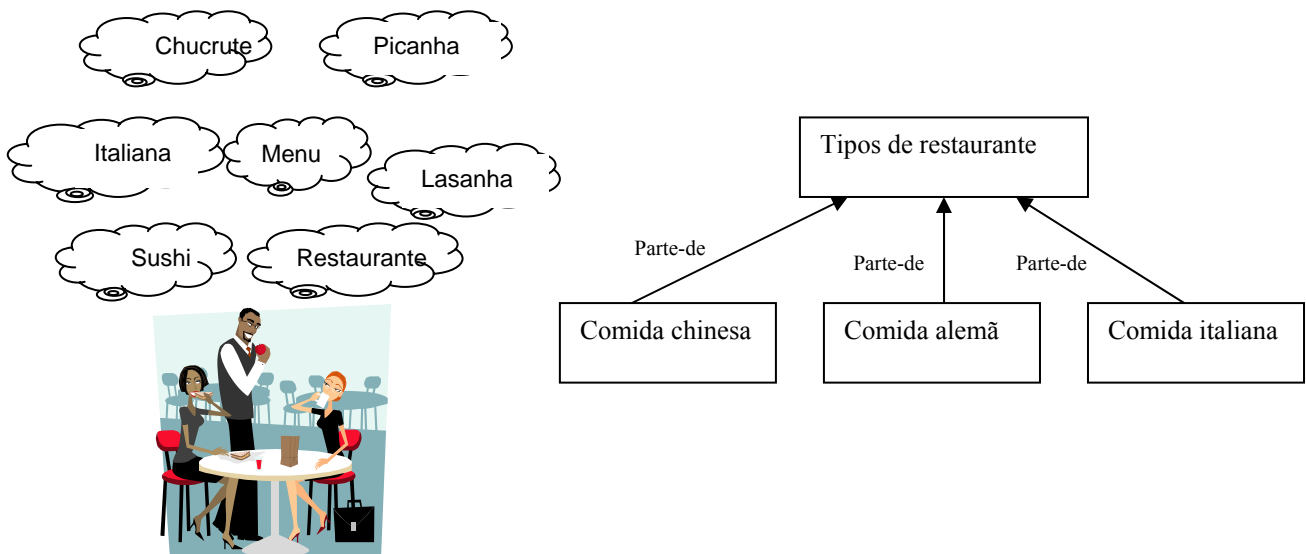 Chucrute
Picanha
Italiana
Menu
Lasanha
Sushi
Restaurante
Tipos de restaurante
Parte-de
Parte-de
Parte-de
Comida chinesa
Comida alemã
Comida italiana